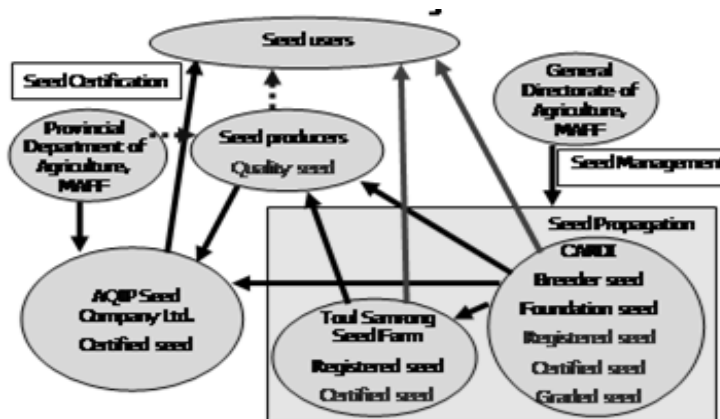 Seed users
Seed Certification
General
Directorate of
Agriculture,
MAFF
Provincial
Department of
Agriculture,
MAFF
Seed producers
Quality seed
Seed Management
Seed Propagation
CARDI
Breeder seed
Foundation seed
Registered seed
Certified seed
Graded seed
AQIP Seed
Company Ltd.
Certified seed
Toul Samrong
Seed Farm
Registered seed
Certified seed